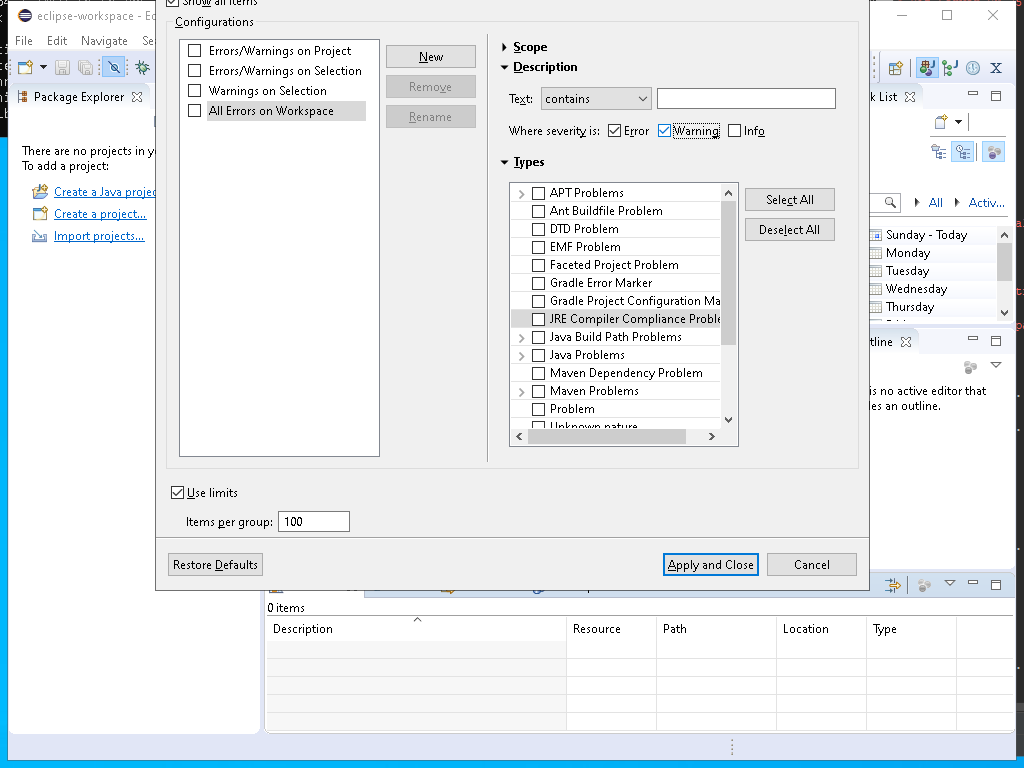 eclipse-workspace - Ec
Show all items
File Edit Navigate Se
Configurations
Errors/Warnings on Project
Errors/Warnings on Selection
Warnings on Selection
All Errors on Workspace
New
Remove
Rename
Scope
Description
Text: contains
Where severity is: Error Warning Info
Types
APT Problems
Ant Buildfile Problem
DTD Problem
EMF Problem
Faceted Project Problem
Gradle Error Marker
Gradle Project Configuration Ma
JRE Compiler Compliance Proble
Java Build Path Problems
Java Problems
Maven Dependency Problem
Maven Problems
Problem
Unknown nature
Select All
Deselect All
Use limits
Items per group: 100
Restore Defaults
Apply and Close
Cancel
Package Explorer
There are no projects in y
To add a project:
Create a Java projec
Create a project...
Import projects...
k List
All Activ...
Sunday - Today
Monday
Tuesday
Wednesday
Thursday
tline
is no active editor that
les an outline.
0 items
Description Resource Path Location Type